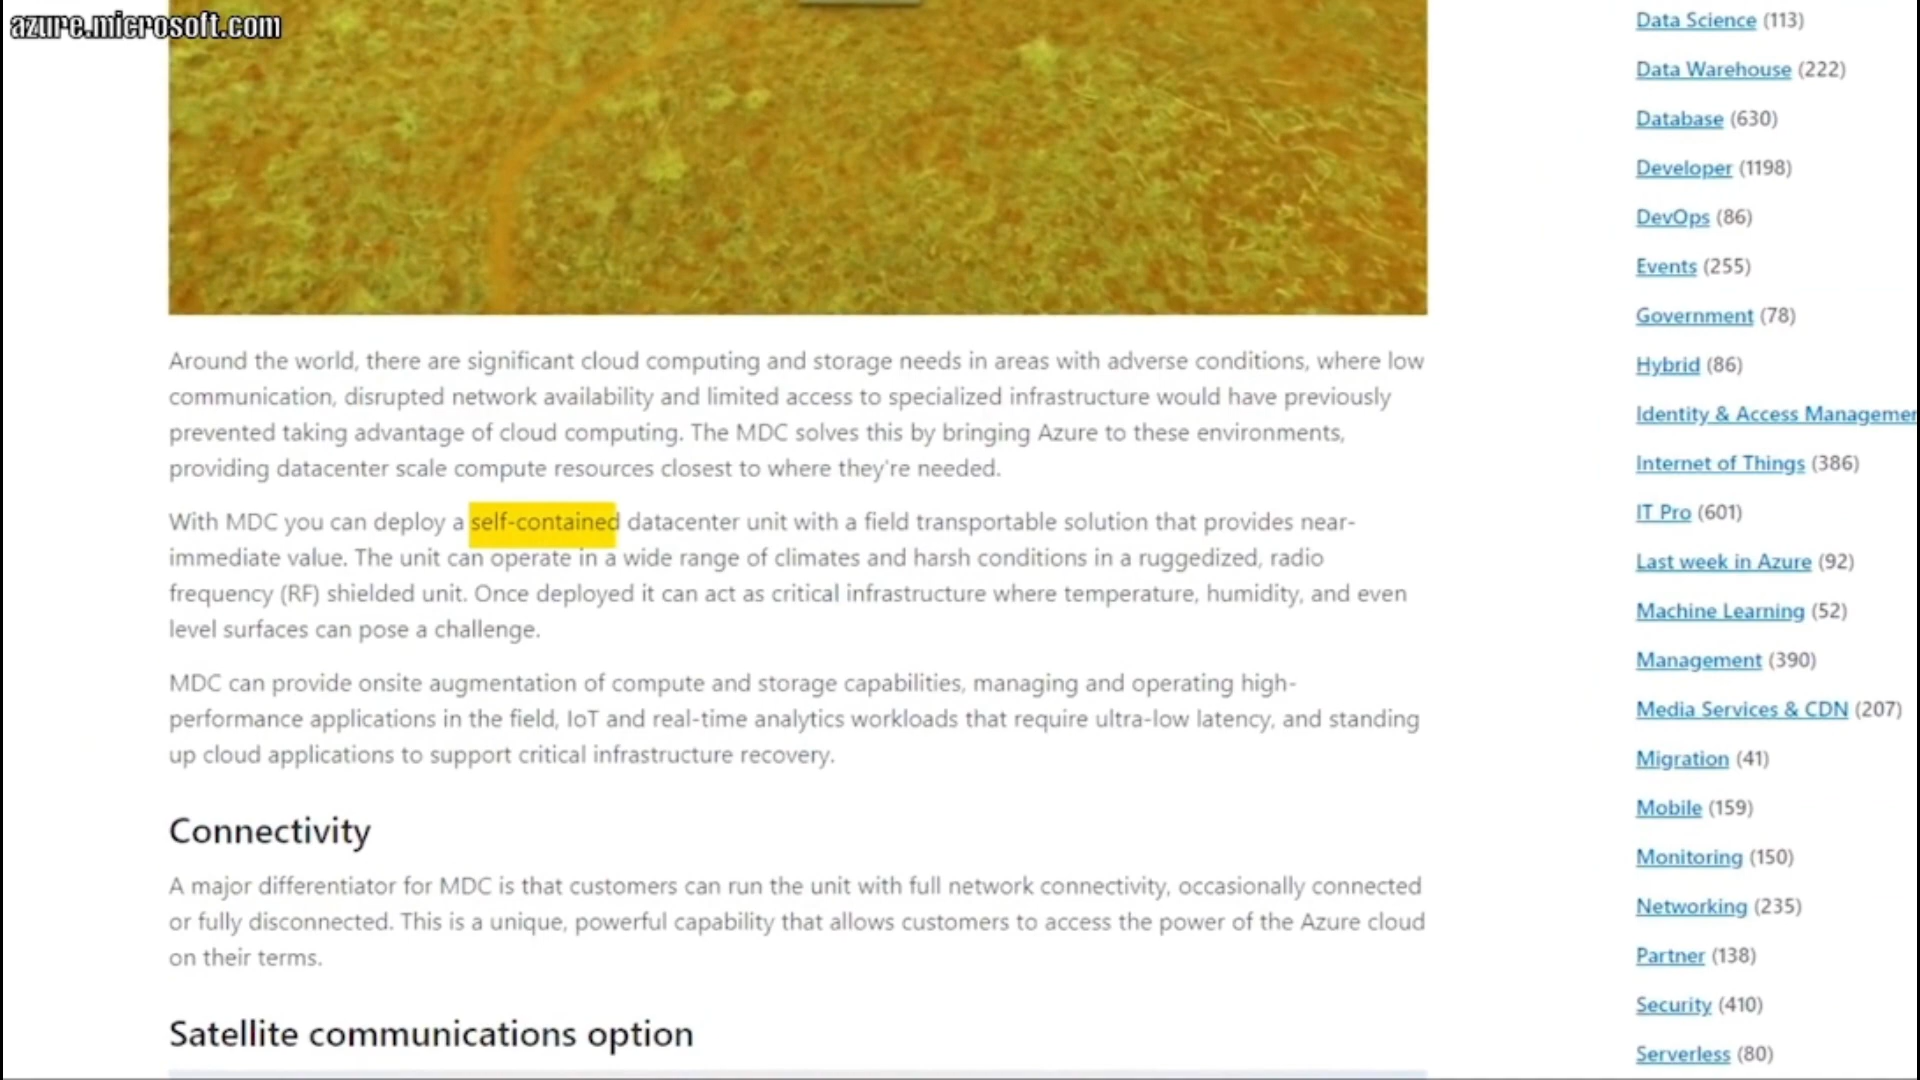 azure.microsoft.com
Around the world, there are significant cloud computing and storage needs in areas with adverse conditions, where low
communication, disrupted network availability and limited access to specialized infrastructure would have previously
prevented taking advantage of cloud computing. The MDC solves this by bringing Azure to these environments,
providing datacenter scale compute resources closest to where they're needed.
With MDC you can deploy a self-contained datacenter unit with a field transportable solution that provides near-
immediate value. The unit can operate in a wide range of climates and harsh conditions in a ruggedized, radio
frequency (RF) shielded unit. Once deployed it can act as critical infrastructure where temperature, humidity, and even
level surfaces can pose a challenge.
MDC can provide onsite augmentation of compute and storage capabilities, managing and operating high-
performance applications in the field, IoT and real-time analytics workloads that require ultra-low latency, and standing
up cloud applications to support critical infrastructure recovery.
Connectivity
A major differentiator for MDC is that customers can run the unit with full network connectivity, occasionally connected
or fully disconnected. This is a unique, powerful capability that allows customers to access the power of the Azure cloud
on their terms.
Satellite communications option
Data Science (113)
Data Warehouse (222)
Database (630)
Developer (1198)
DevOps (86)
Events (255)
Government (78)
Hybrid (86)
Identity & Access Managemen
Internet of Things (386)
IT Pro (601)
Last week in Azure (92)
Machine Learning (52)
Management (390)
Media Services & CDN (207)
Migration (41)
Mobile (159)
Monitoring (150)
Networking (235)
Partner (138)
Security (410)
Serverless (80)